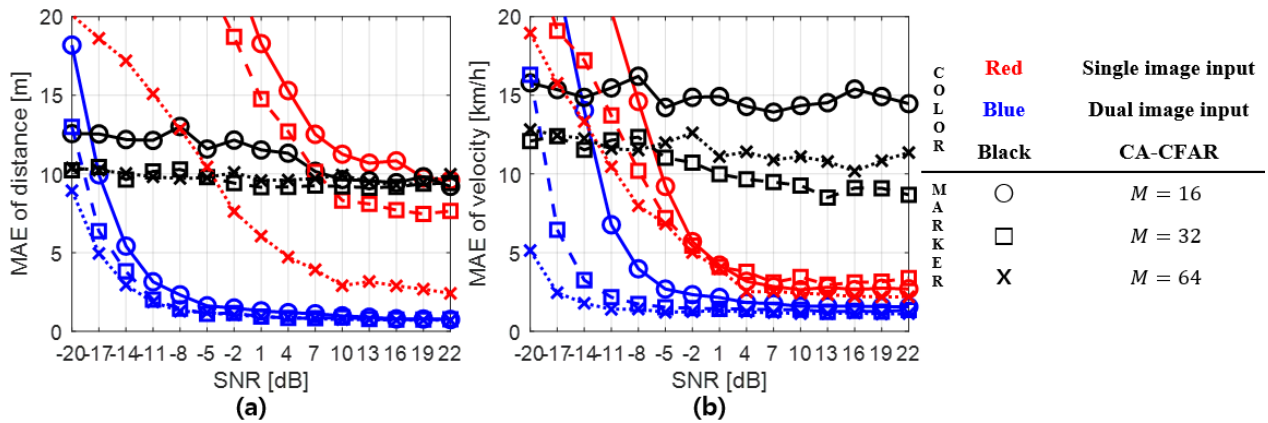 20
15
10
5
0
MAE of distance [m]
-20 -17 -14 -11 -8 -5 -2 1 4 7 10 13 16 19 22
SNR [dB]
(a)
20
15
10
5
0
MAE of velocity [km/h]
-20 -17 -14 -11 -8 -5 -2 1 4 7 10 13 16 19 22
SNR [dB]
(b)
COLOR
Red Single image input
Blue Dual image input
Black CA-CFAR
MARKER
M = 16
M = 32
M = 64